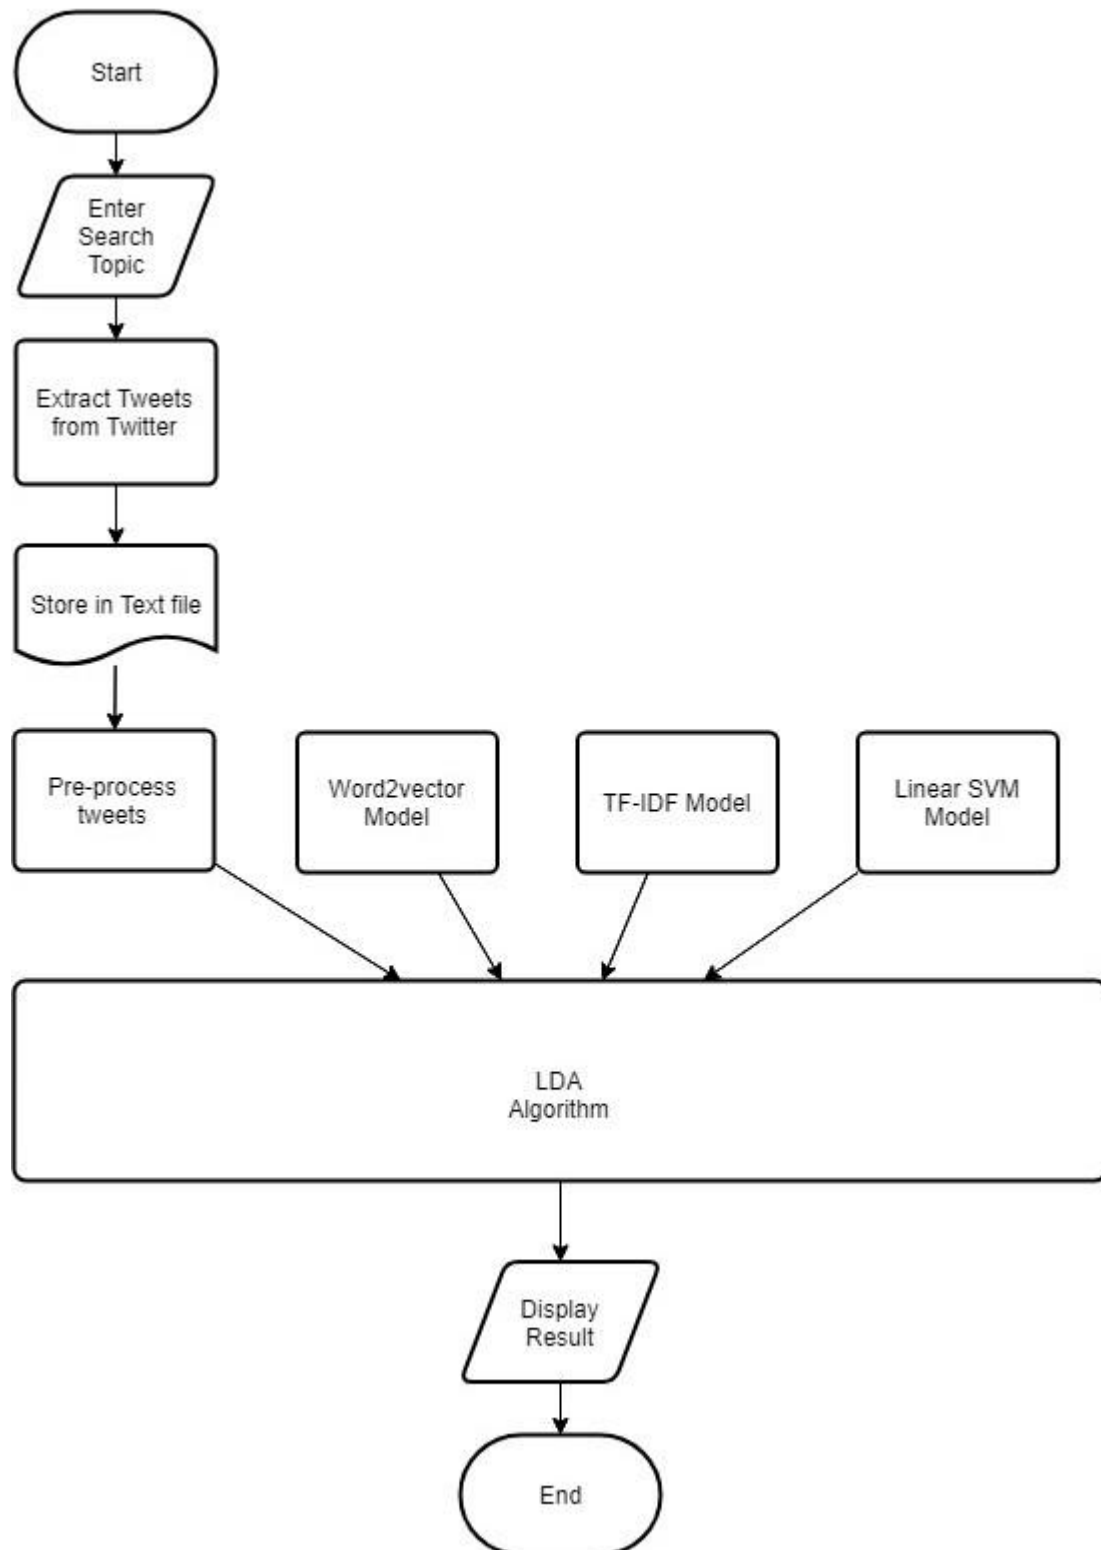 Start
Enter
Search
Topic
Extract Tweets
from Twitter
Store in Text file
Pre-process
tweets
Word2vector
Model
TF-IDF Model
Linear SVM
Model
LDA
Algorithm
Display
Result
End